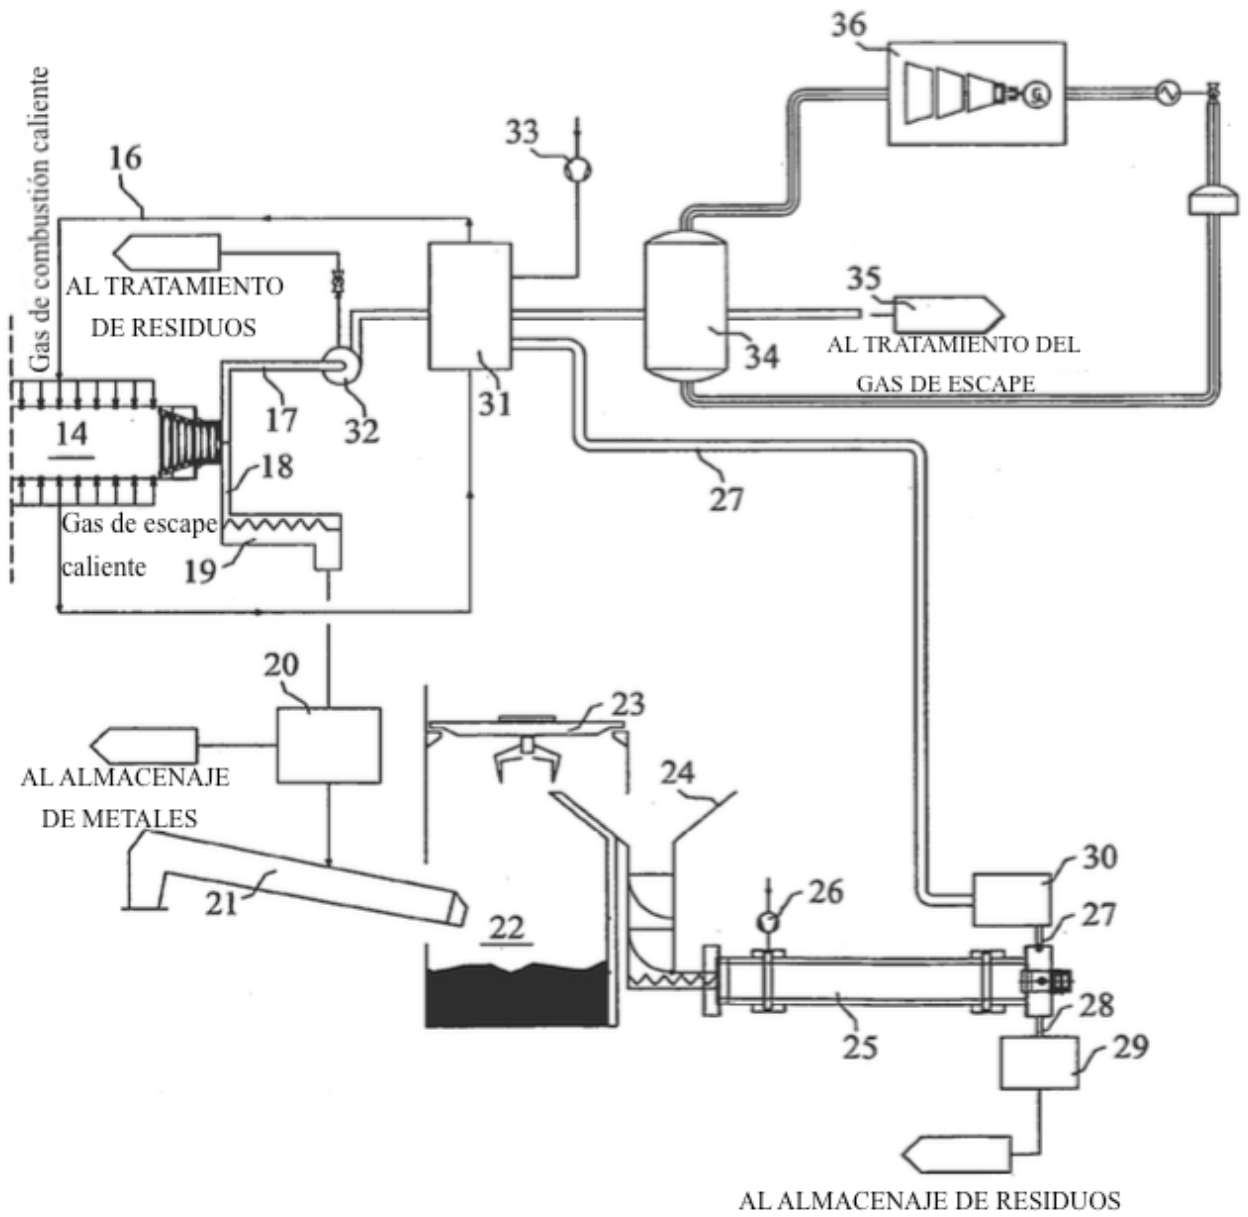 36
33
16
Gas de combustión caliente
AL TRATAMIENTO
DE RESIDUOS
35
34
AL TRATAMIENTO DEL
GAS DE ESCAPE
31
17
32
14
18
27
Gas de escape
caliente
19
20
23
24
AL ALMACENAJE
DE METALES
21
22
26
30
27
25
28
29
AL ALMACENAJE DE RESIDUOS